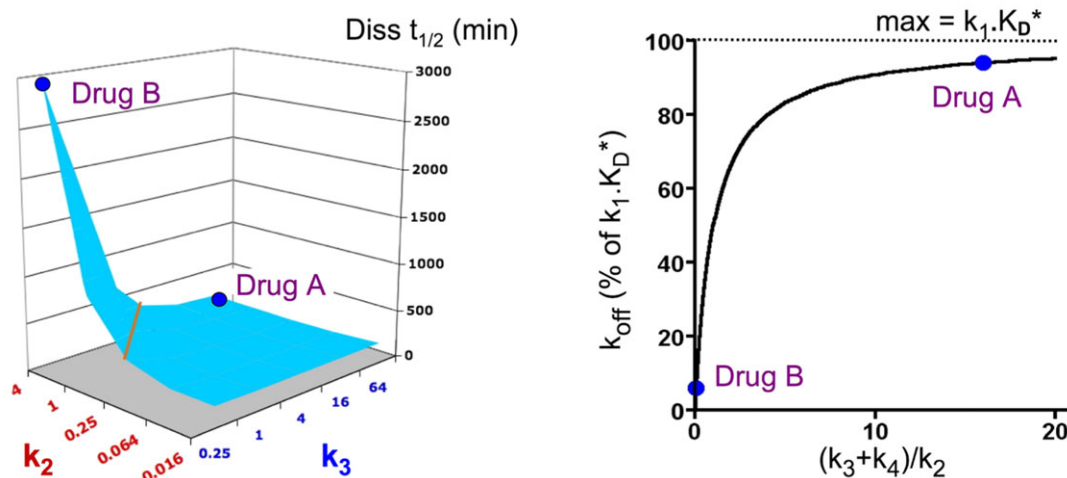 Diss t1/2 (min)
Drug B
Drug A
3000
2500
2000
1500
1000
500
0
4
1
0.25
0.064
0.016
k2
0.25
1
4
16
64
k3
max = k1.KD*
100
80
60
40
20
0
koff (% of k1.KD*)
Drug A
Drug B
0
10
20
(k3+k4)/k2